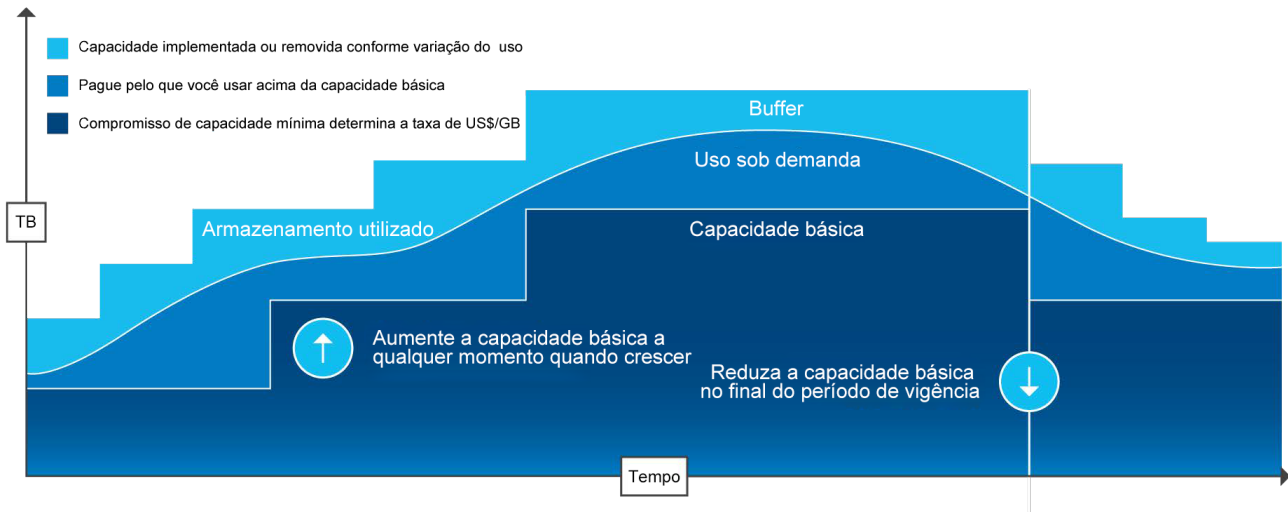 Capacidade implementada ou removida conforme variação do uso
Pague pelo que você usar acima da capacidade básica
Compromisso de capacidade mínima determina a taxa de US$/GB
Buffer
Uso sob demanda
TB
Armazenamento utilizado
Capacidade básica
Aumente a capacidade básica a
qualquer momento quando crescer
Reduza a capacidade básica
no final do período de vigência
Tempo